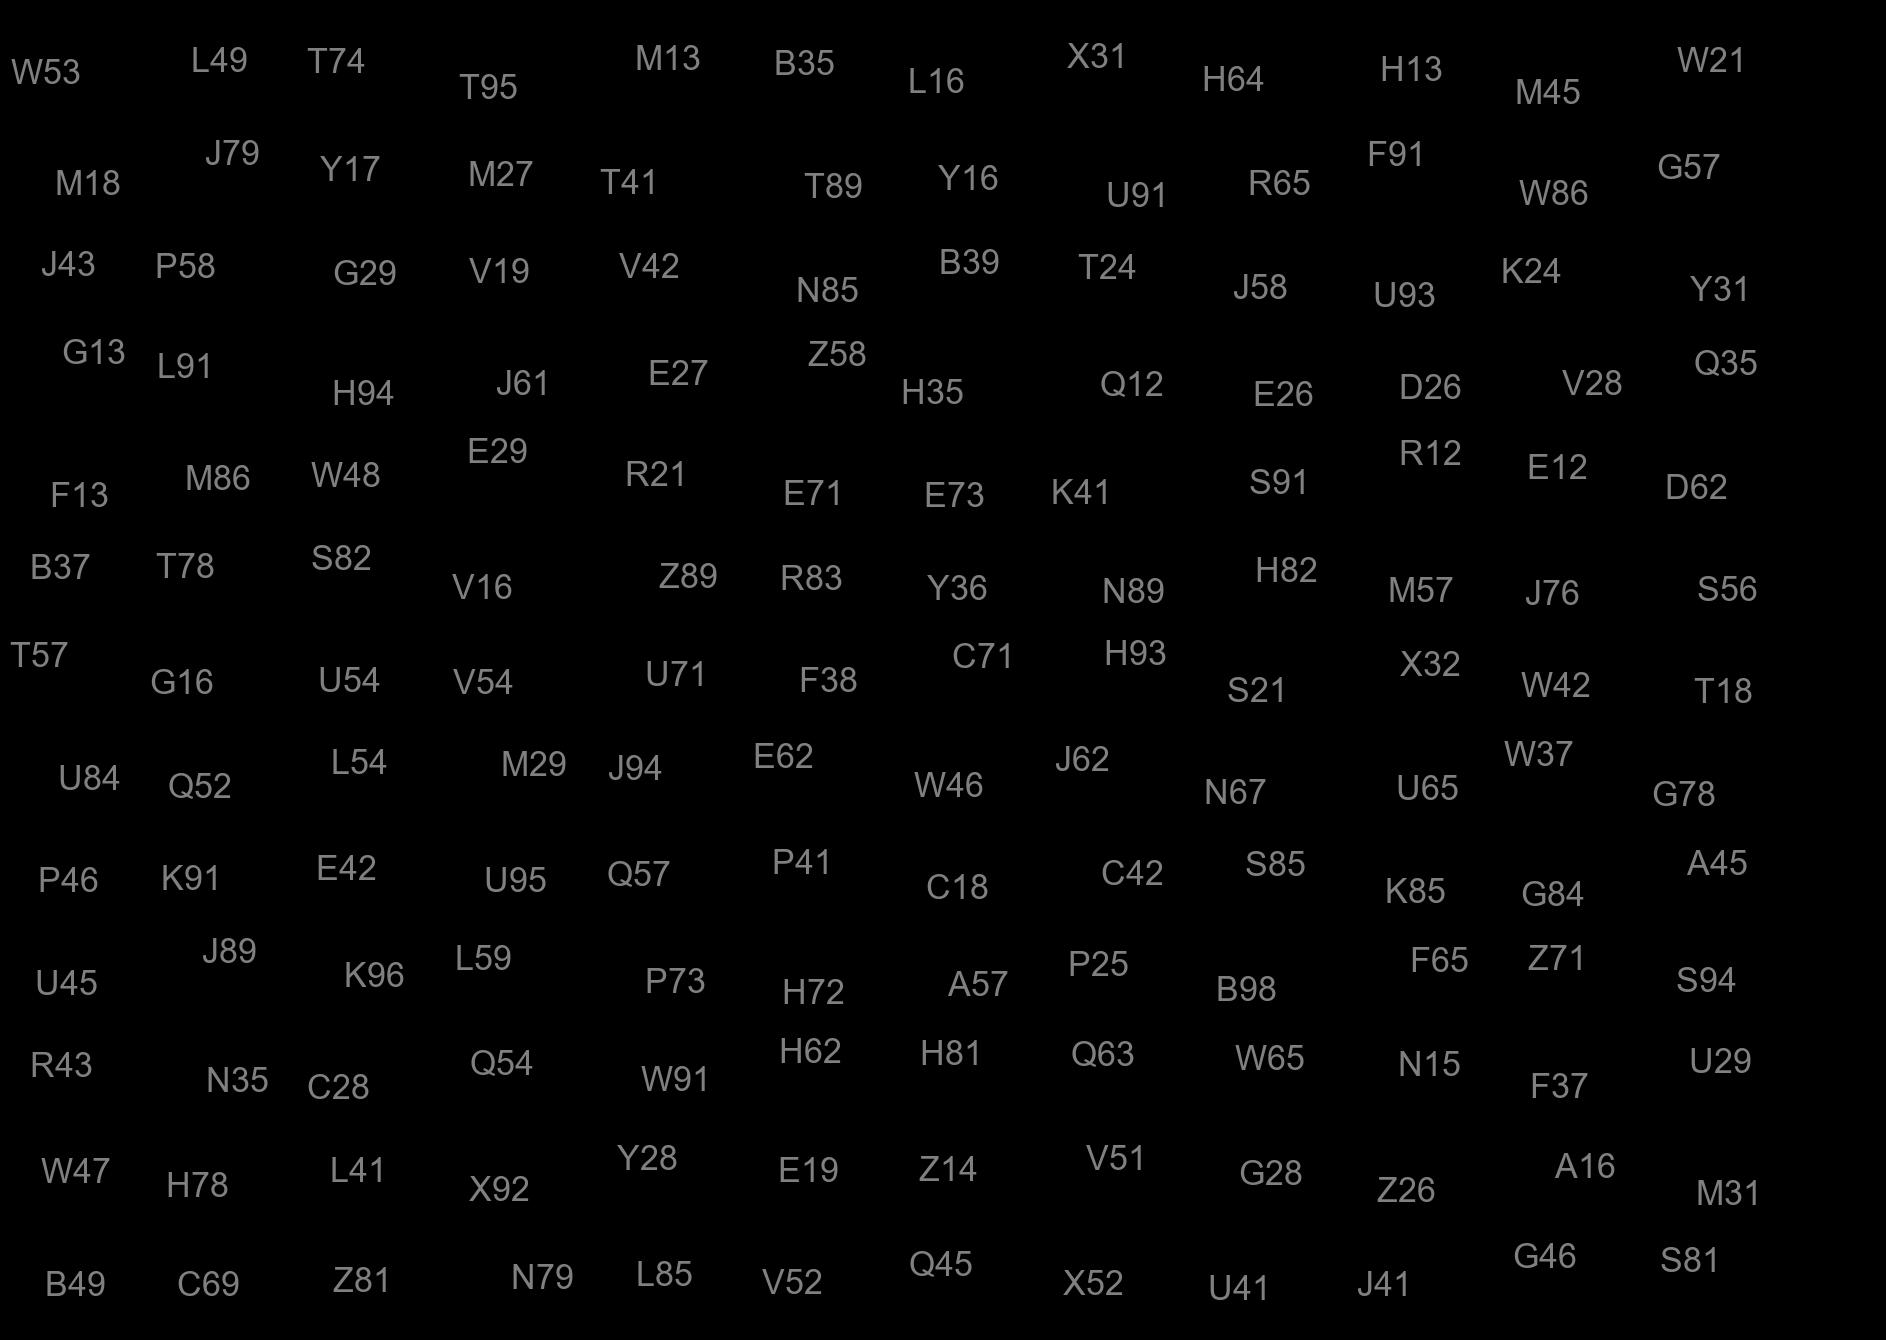 W53 L49 T74 T95 M13 B35 L16 X31 H64 H13 M45 W21
M18 J79 Y17 M27 T41 T89 Y16 U91 R65 F91 W86 G57
J43 P58 G29 V19 V42 N85 B39 T24 J58 U93 K24 Y31
G13 L91 H94 J61 E27 Z58 H35 Q12 E26 D26 V28 Q35
F13 M86 W48 E29 R21 E71 E73 K41 S91 R12 E12 D62
B37 T78 S82 V16 Z89 R83 Y36 N89 H82 M57 J76 S56
T57 G16 U54 V54 U71 F38 C71 H93 S21 X32 W42 T18
U84 Q52 L54 M29 J94 E62 W46 J62 N67 U65 W37 G78
P46 K91 E42 U95 Q57 P41 C18 C42 S85 K85 G84 A45
U45 J89 K96 L59 P73 H72 A57 P25 B98 F65 Z71 S94
R43 N35 C28 Q54 W91 H62 H81 Q63 W65 N15 F37 U29
W47 H78 L41 X92 Y28 E19 Z14 V51 G28 Z26 A16 M31
B49 C69 Z81 N79 L85 V52 Q45 X52 U41 J41 G46 S81